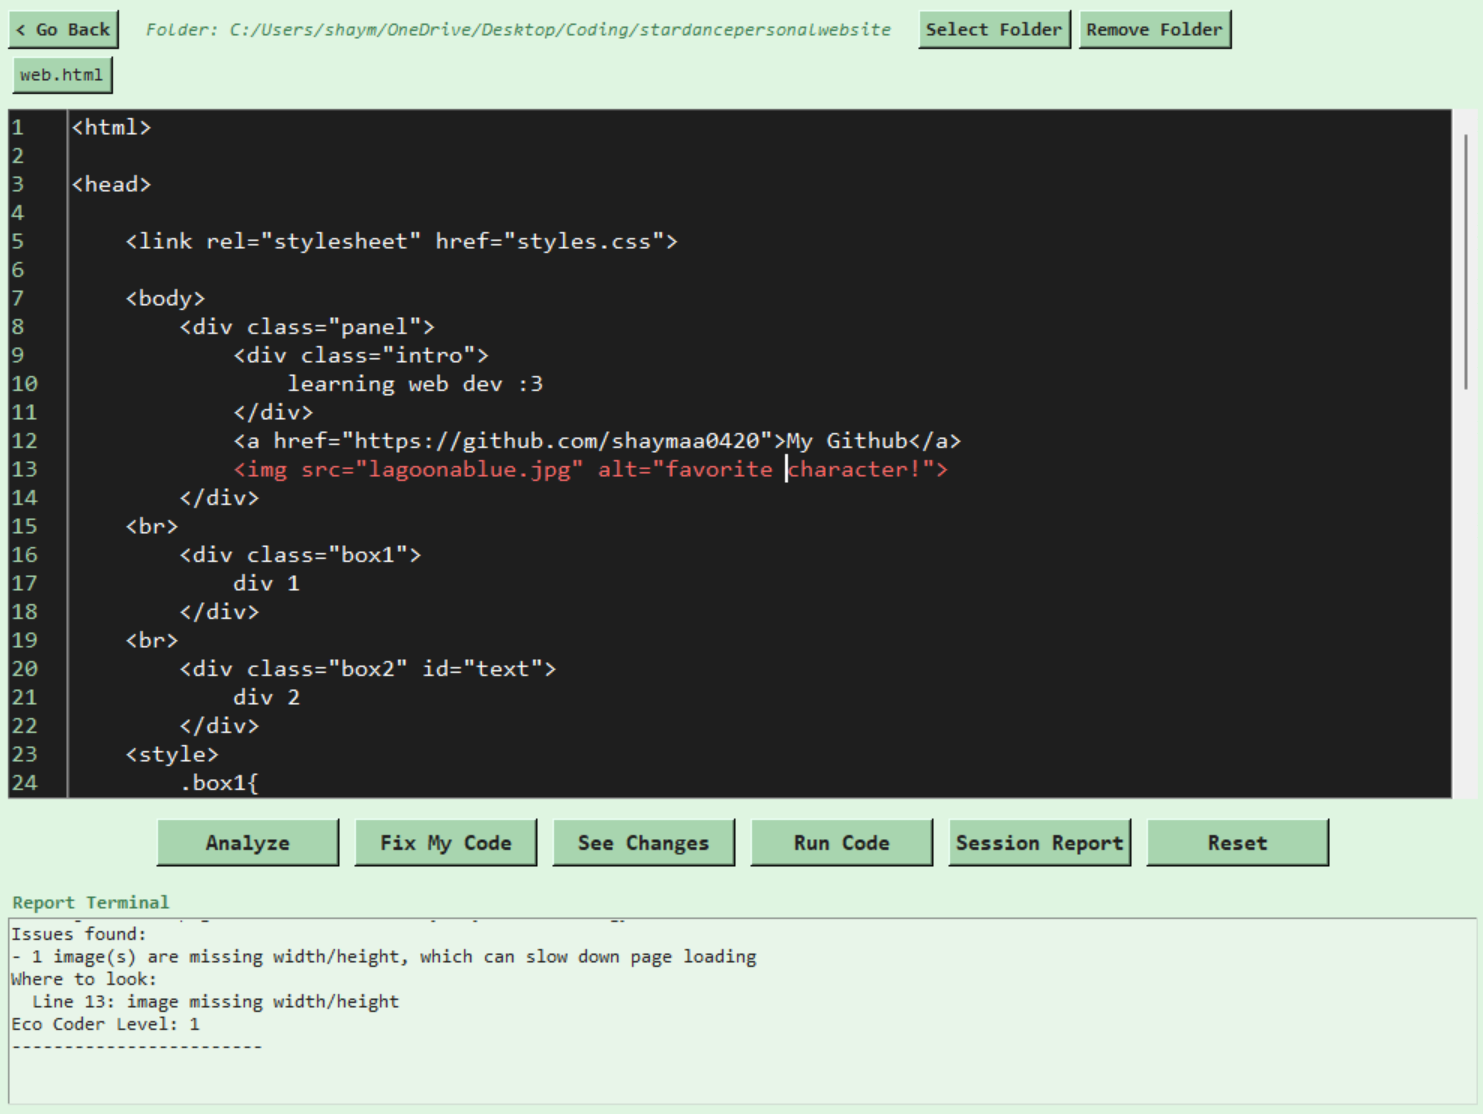 < Go Back Folder: C:/Users/shaym/OneDrive/Desktop/Coding/stardancepersonalwebsite Select Folder Remove Folder
web.html
1 <html>
2
3 <head>
4
5     <link rel="stylesheet" href="styles.css">
6
7     <body>
8         <div class="panel">
9             <div class="intro">
10                 learning web dev :3
11             </div>
12             <a href="https://github.com/shaymaa0420">My Github</a>
13             <img src="lagoonablue.jpg" alt="favorite character!">
14         </div>
15     <br>
16         <div class="box1">
17             div 1
18         </div>
19     <br>
20         <div class="box2" id="text">
21             div 2
22         </div>
23     <style>
24         .box1{
Analyze Fix My Code See Changes Run Code Session Report Reset
Report Terminal
Issues found:
- 1 image(s) are missing width/height, which can slow down page loading
Where to look:
  Line 13: image missing width/height
Eco Coder Level: 1
------------------------